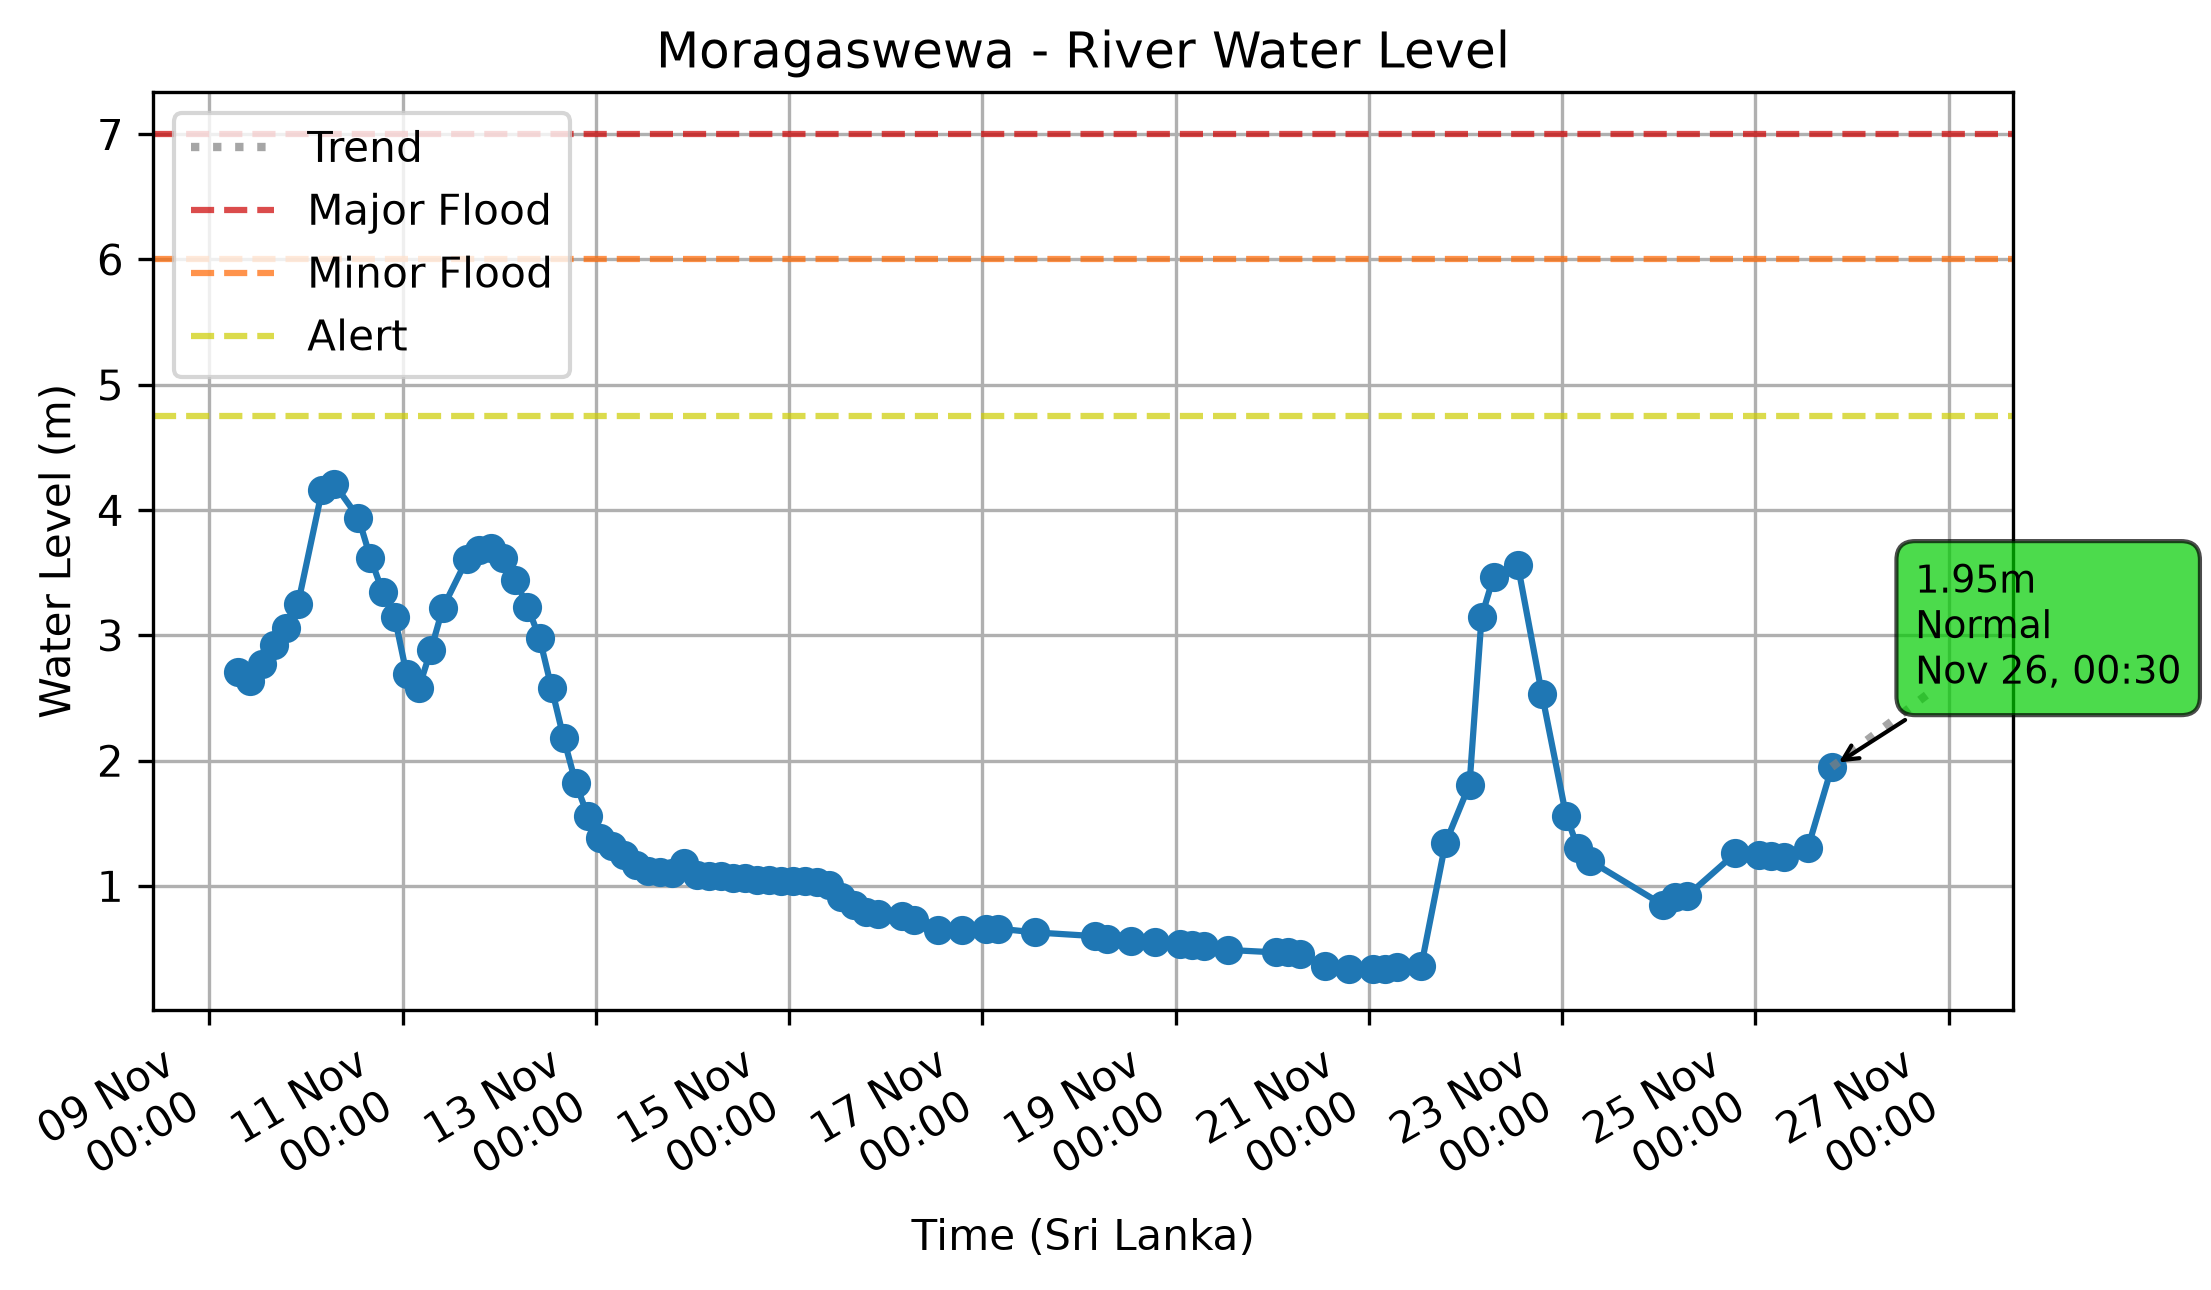 Moragaswewa - River Water Level
Trend
Major Flood
Minor Flood
Alert
7
6
5
4
3
2
1
Water Level (m)
1.95m
Normal
Nov 26, 00:30
09 Nov
00:00
11 Nov
00:00
13 Nov
00:00
15 Nov
00:00
17 Nov
00:00
19 Nov
00:00
21 Nov
00:00
23 Nov
00:00
25 Nov
00:00
27 Nov
00:00
Time (Sri Lanka)